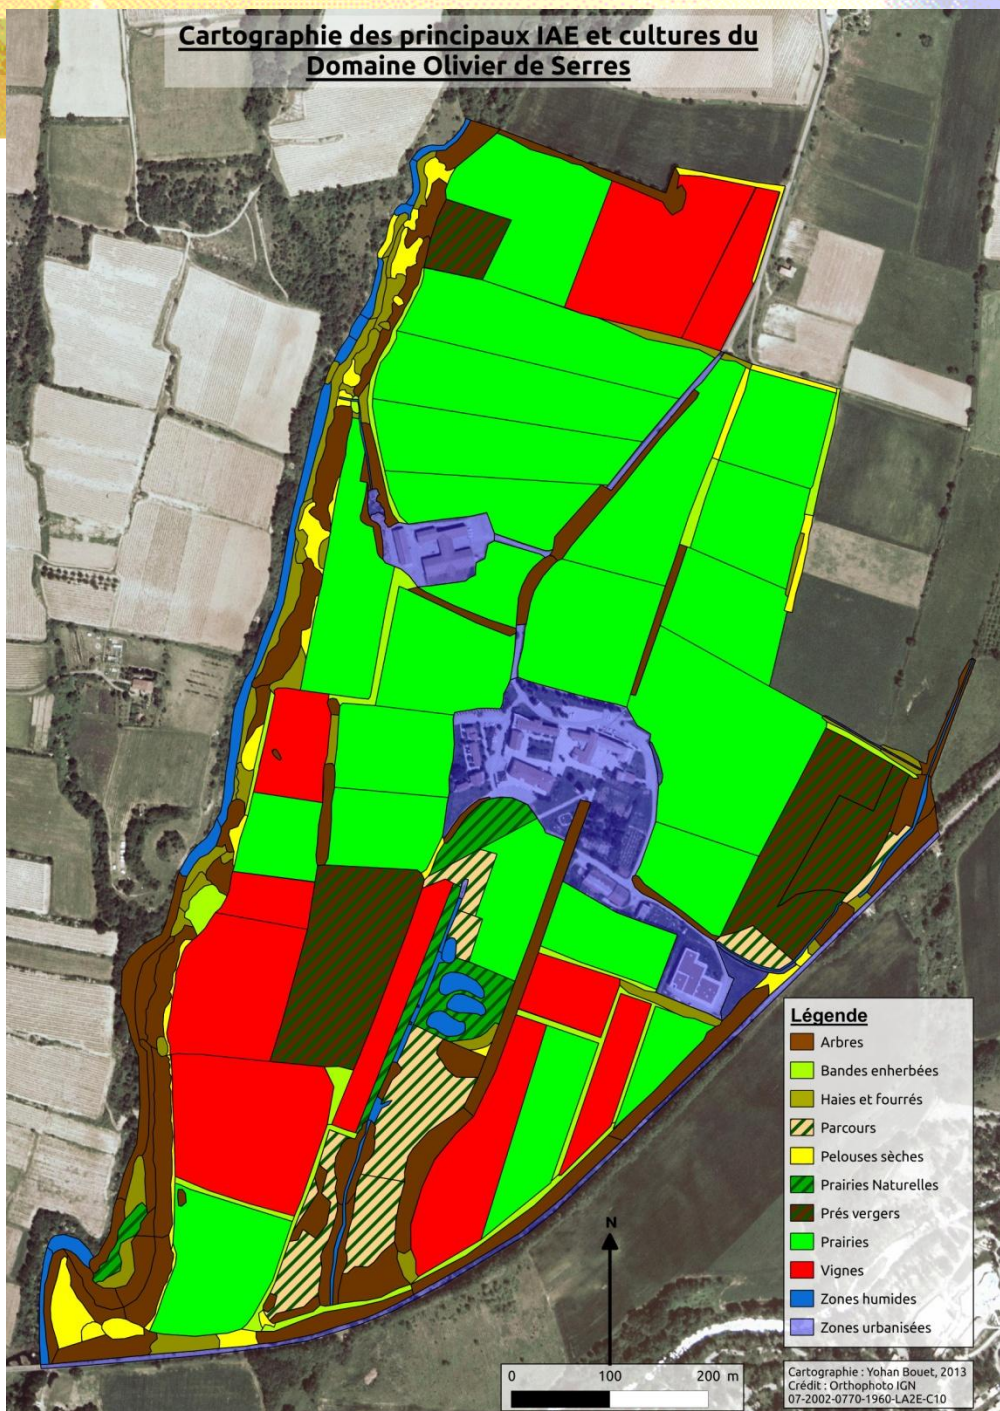 Cartographie des principaux IAE et cultures du
Domaine Olivier de Serres
Légende
Arbres
Bandes enherbées
Haies et fourrés
Parcours
Pelouses sèches
Prairies Naturelles
Prés vergers
Prairies
Vignes
Zones humides
Zones urbanisées
N
0 100 200 m
Cartographie : Yohan Bouet, 2013
Crédit : Orthophoto IGN
07-2002-0770-1960-LA2E-C10